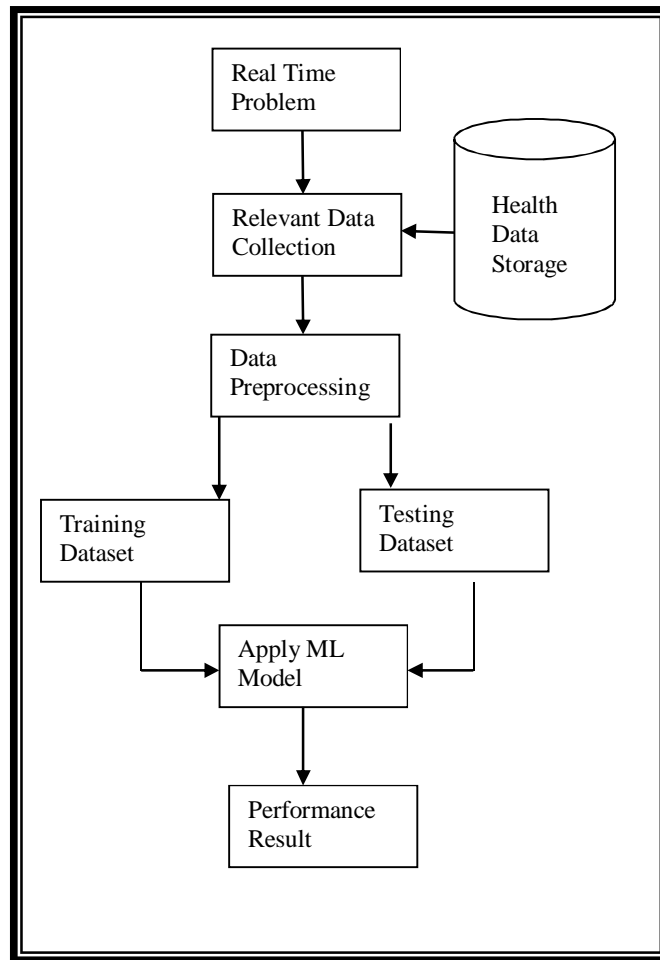 Real Time
Problem
Relevant Data
Collection
Health
Data
Storage
Data
Preprocessing
Training
Dataset
Testing
Dataset
Apply ML
Model
Performance
Result